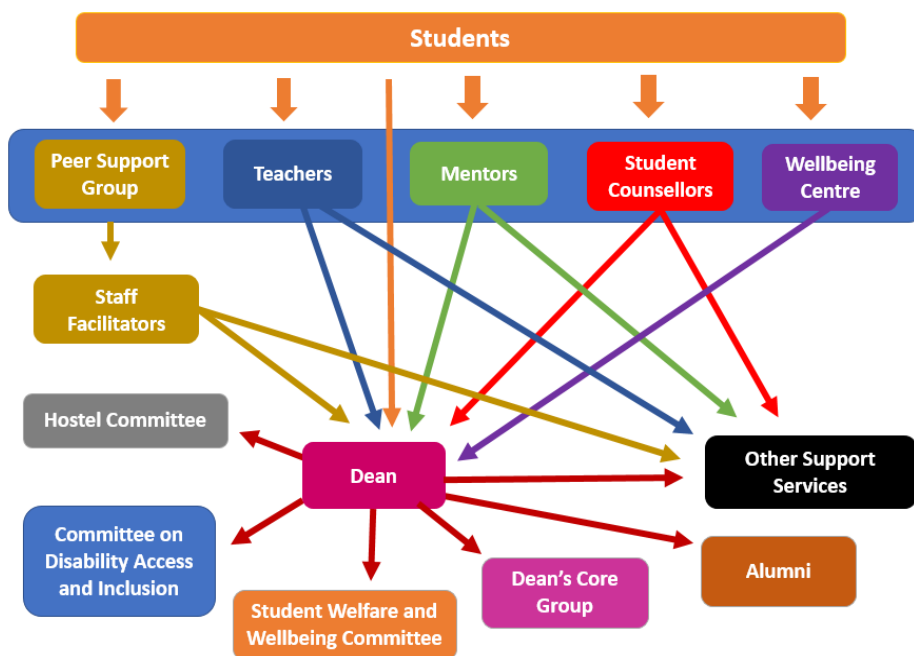 Students
Peer Support
Group
Teachers
Mentors
Student
Counsellors
Wellbeing
Centre
Staff
Facilitators
Hostel Committee
Dean
Other Support
Services
Committee on
Disability Access
and Inclusion
Student Welfare and
Wellbeing Committee
Dean's Core
Group
Alumni